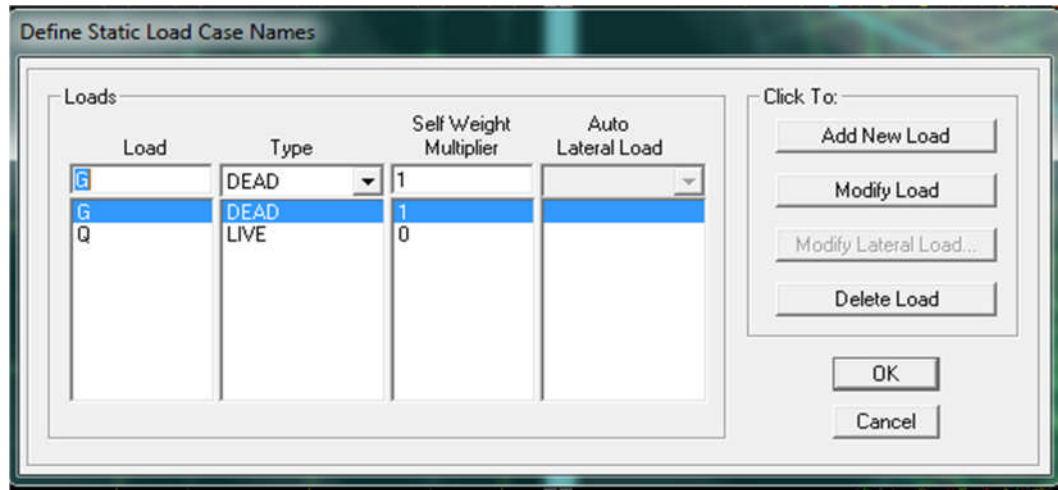 Define Static Load Case Names
Loads
Load Type Self Weight Multiplier Auto Lateral Load
G DEAD 1
G DEAD 1
Q LIVE 0
Click To:
Add New Load
Modify Load
Modify Lateral Load...
Delete Load
OK
Cancel